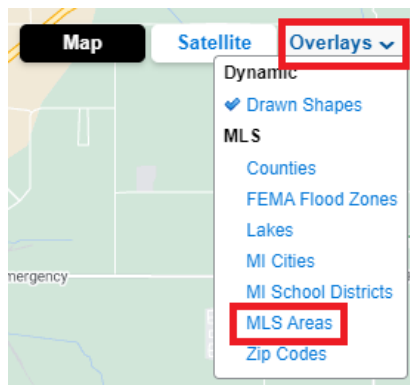 Map Satellite Overlays
Dynamic
Drawn Shapes
MLS
Counties
FEMA Flood Zones
Lakes
MI Cities
mergency
MI School Districts
MLS Areas
Zip Codes